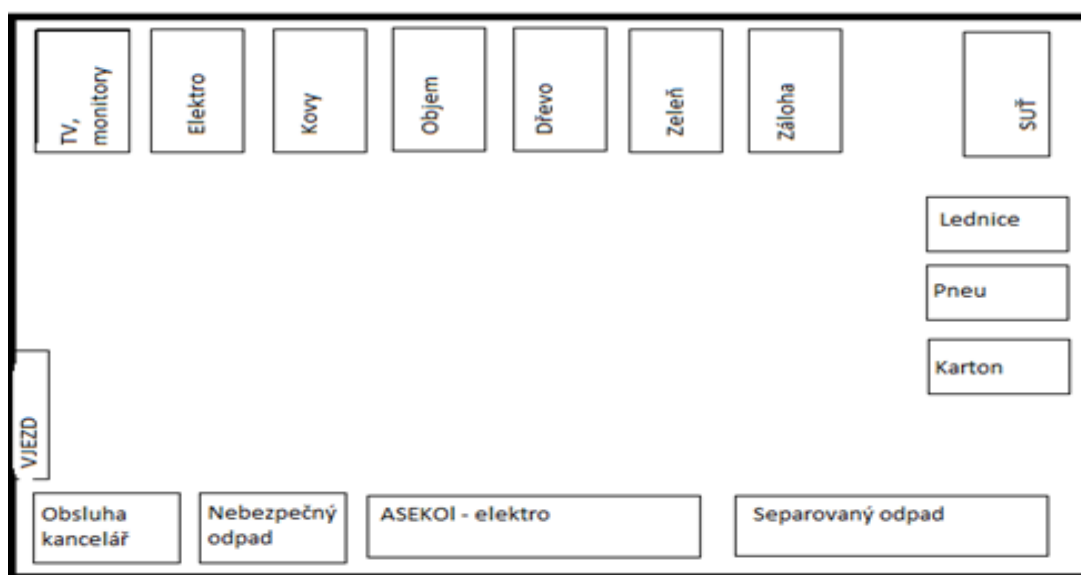 TV,
monitory
Elektro
Kovy
Objem
Dřevo
Zeleň
Záloha
SUŤ
Lednice
Pneu
Karton
VJEZD
Obsluha
kancelář
Nebezpečný
odpad
ASEKOl - elektro
Separovaný odpad